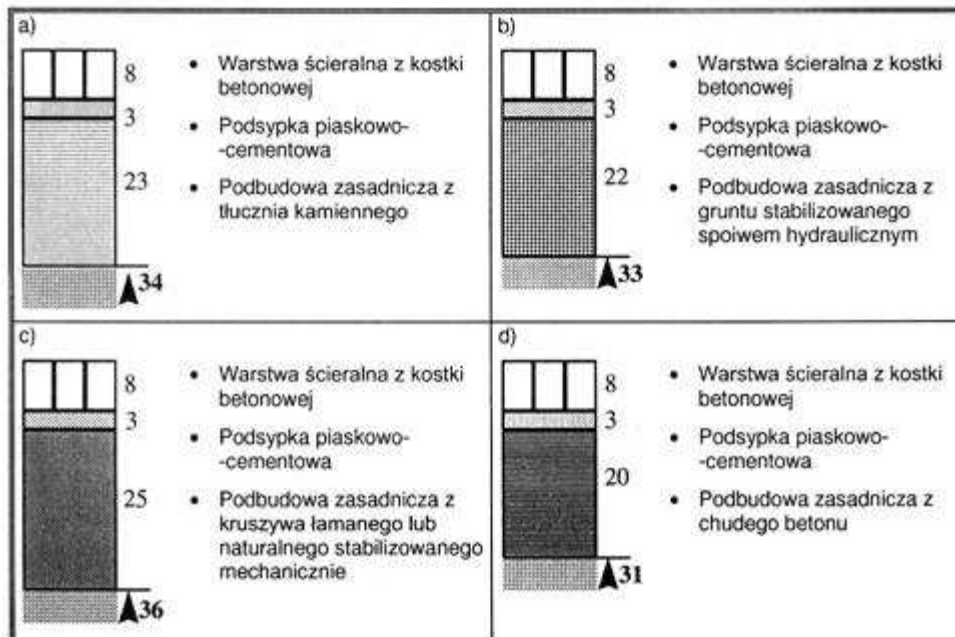 a)
8
3
23
34
• Warstwa ścieralna z kostki
betonowej
• Podsypka piaskowo-
-cementowa
• Podbudowa zasadnicza z
tłucznia kamiennego
b)
8
3
22
33
• Warstwa ścieralna z kostki
betonowej
• Podsypka piaskowo-
-cementowa
• Podbudowa zasadnicza z
gruntu stabilizowanego
spoiwem hydraulicznym
c)
8
3
25
36
• Warstwa ścieralna z kostki
betonowej
• Podsypka piaskowo-
-cementowa
• Podbudowa zasadnicza z
kruszywa łamanego lub
naturalnego stabilizowanego
mechanicznie
d)
8
3
20
31
• Warstwa ścieralna z kostki
betonowej
• Podsypka piaskowo-
-cementowa
• Podbudowa zasadnicza z
chudego betonu